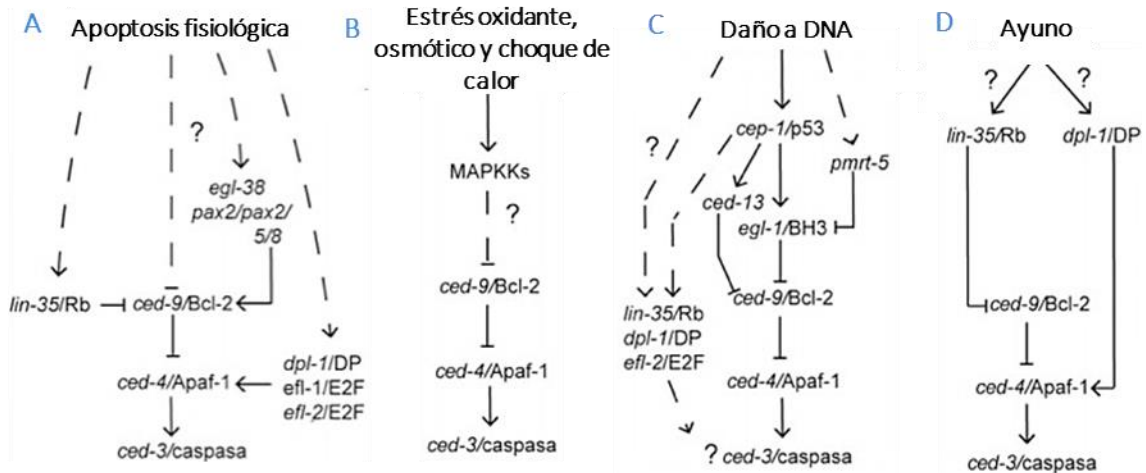 A
Apoptosis fisiológica
?
egl-38
pax2/pax2/
5/8
lin-35/Rb
ced-9/Bcl-2
dpl-1/DP
efl-1/E2F
efl-2/E2F
ced-4/Apaf-1
ced-3/caspasa
B
Estrés oxidante,
osmótico y choque de
calor
MAPKKs
?
ced-9/Bcl-2
ced-4/Apaf-1
ced-3/caspasa
C
Daño a DNA
?
cep-1/p53
pmrt-5
ced-13
egl-1/BH3
ced-9/Bcl-2
lin-35/Rb
dpl-1/DP
efl-2/E2F
ced-4/Apaf-1
? ced-3/caspasa
D
Ayuno
?
?
lin-35/Rb
dpl-1/DP
ced-9/Bcl-2
ced-4/Apaf-1
ced-3/caspasa